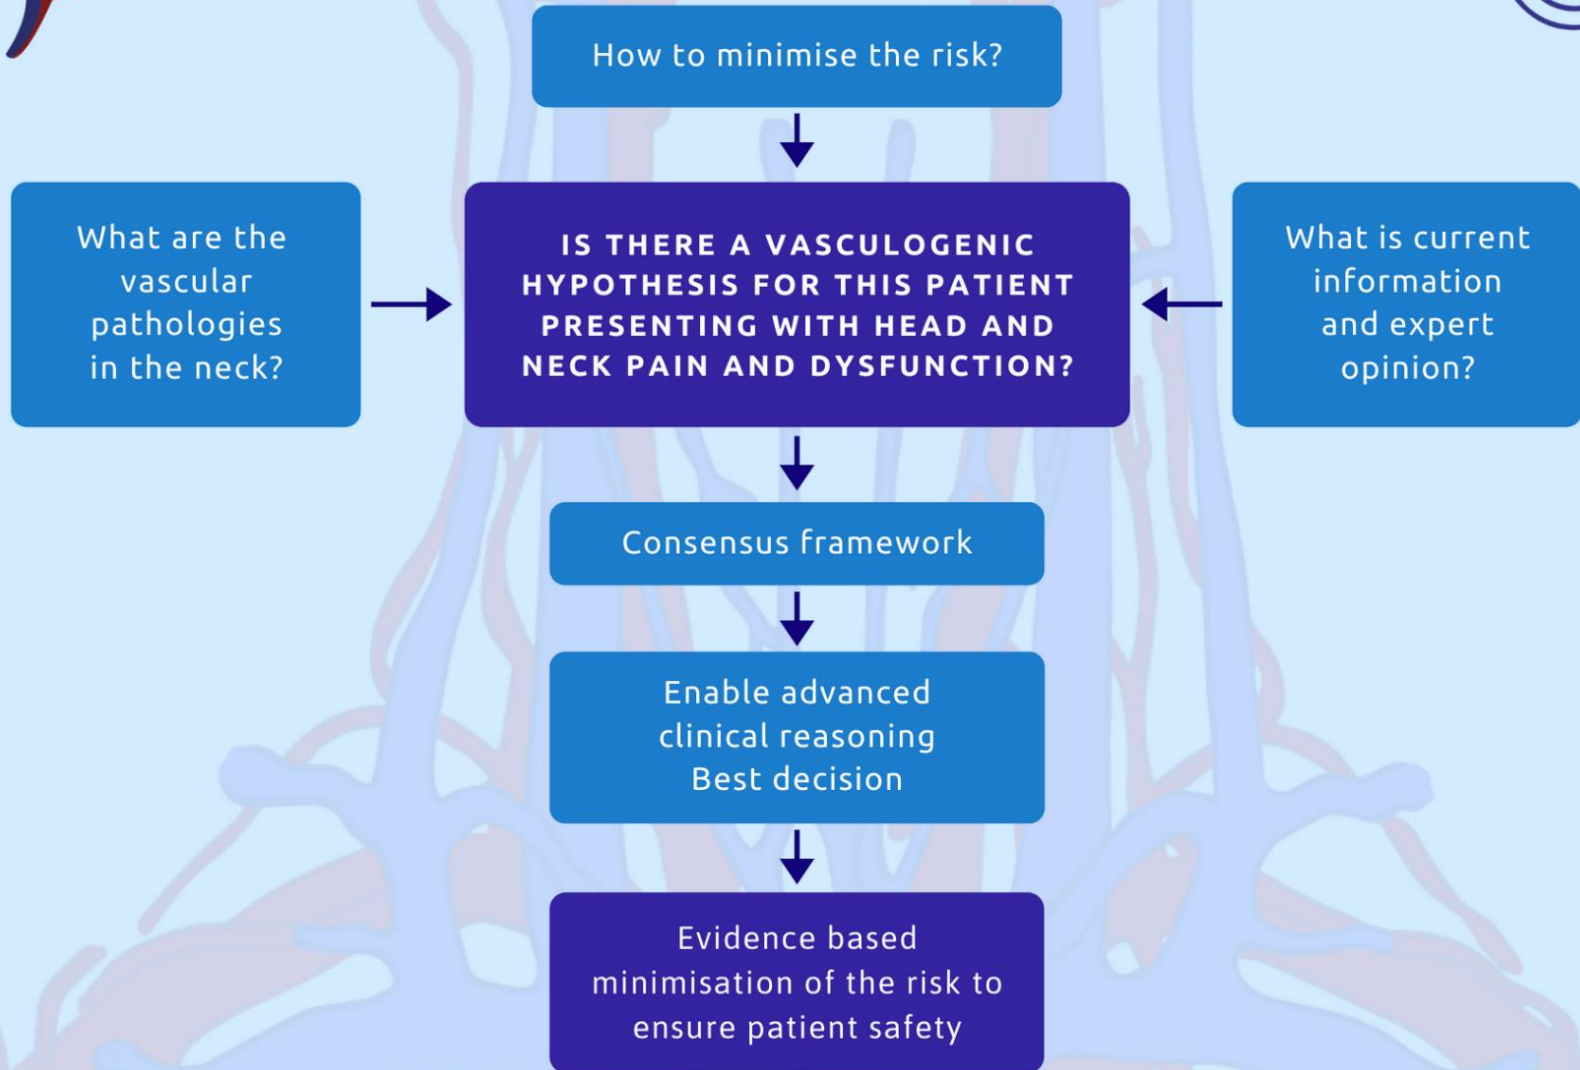 How to minimise the risk?
What are the
vascular
pathologies
in the neck?
IS THERE A VASCULOGENIC
HYPOTHESIS FOR THIS PATIENT
PRESENTING WITH HEAD AND
NECK PAIN AND DYSFUNCTION?
What is current
information
and expert
opinion?
Consensus framework
Enable advanced
clinical reasoning
Best decision
Evidence based
minimisation of the risk to
ensure patient safety